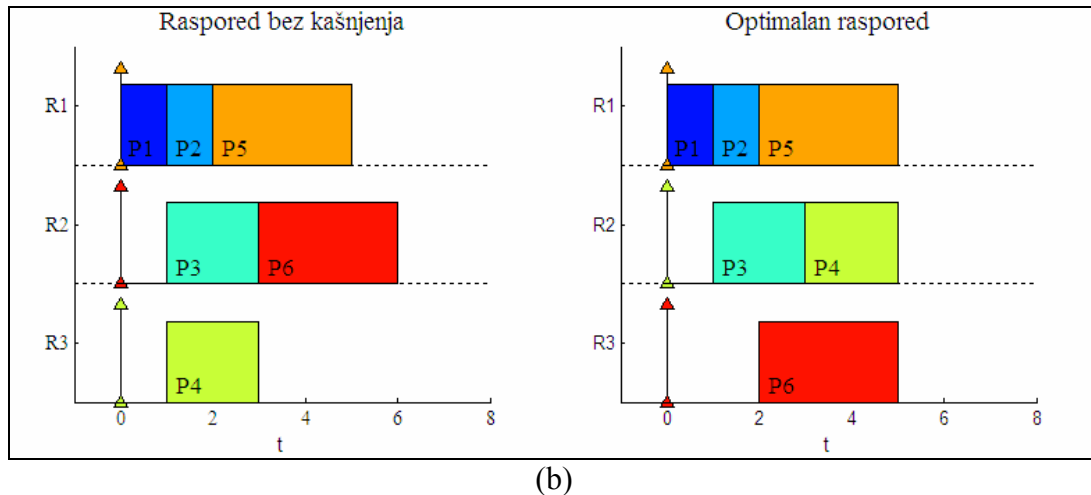 Raspored bez kašnjenja
R1
P1 P2 P5
R2
P3 P6
R3
P4
0 2 4 6 8
t
Optimalan raspored
R1
P1 P2 P5
R2
P3 P4
R3
P6
0 2 4 6 8
t
(b)